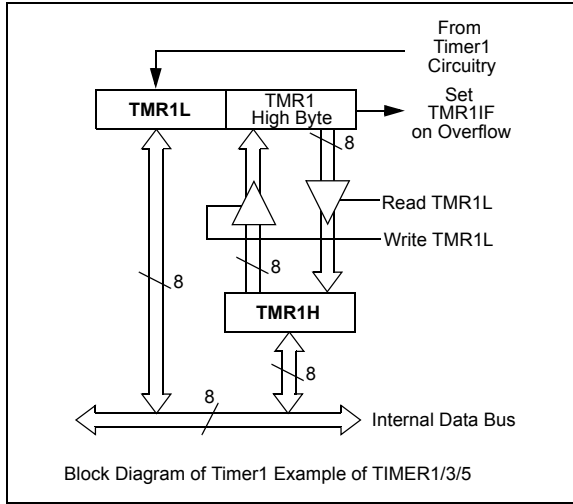 From
Timer1
Circuitry
TMR1L
TMR1
High Byte
Set
TMR1IF
on Overflow
8
Read TMR1L
Write TMR1L
8
8
TMR1H
8
8
Internal Data Bus
Block Diagram of Timer1 Example of TIMER1/3/5